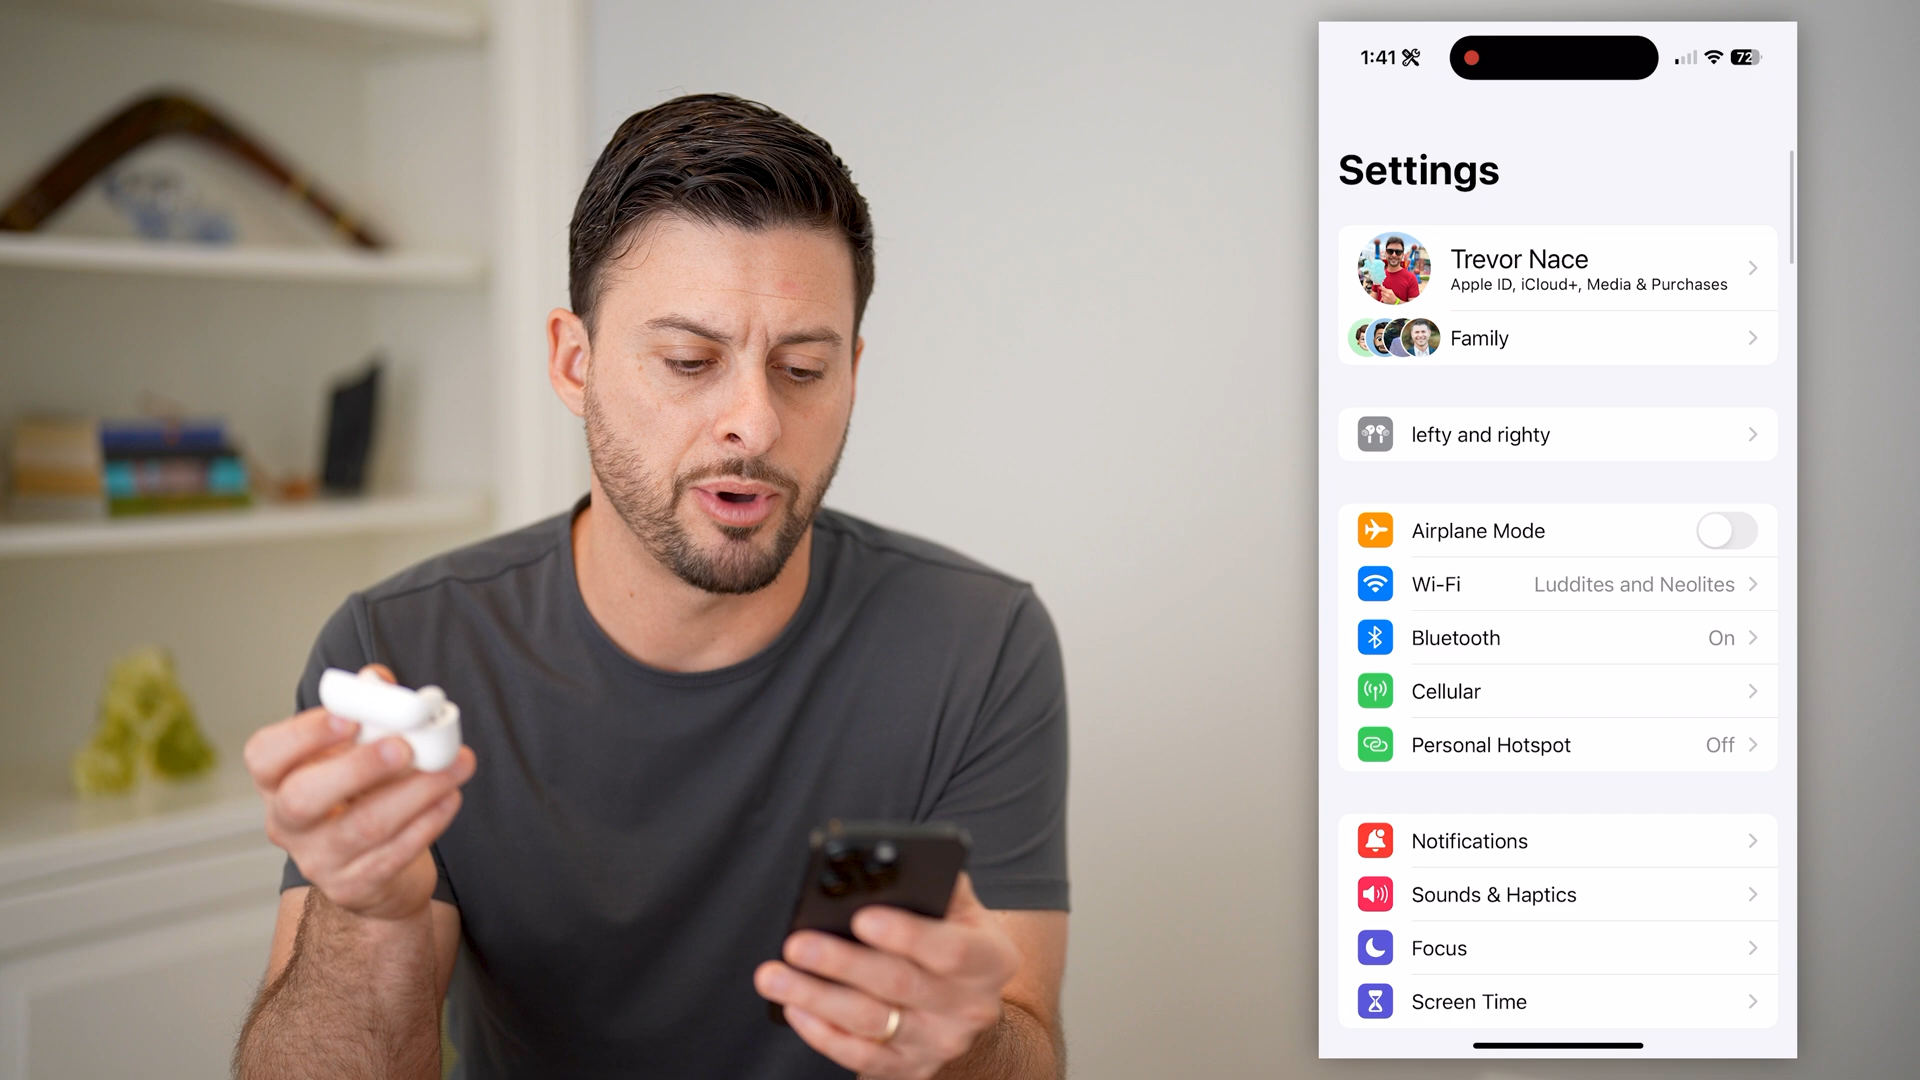 1:41
72
Settings
Trevor Nace
Apple ID, iCloud+, Media & Purchases
Family
lefty and righty
Airplane Mode
Wi-Fi Luddites and Neolites
Bluetooth On
Cellular
Personal Hotspot Off
Notifications
Sounds & Haptics
Focus
Screen Time